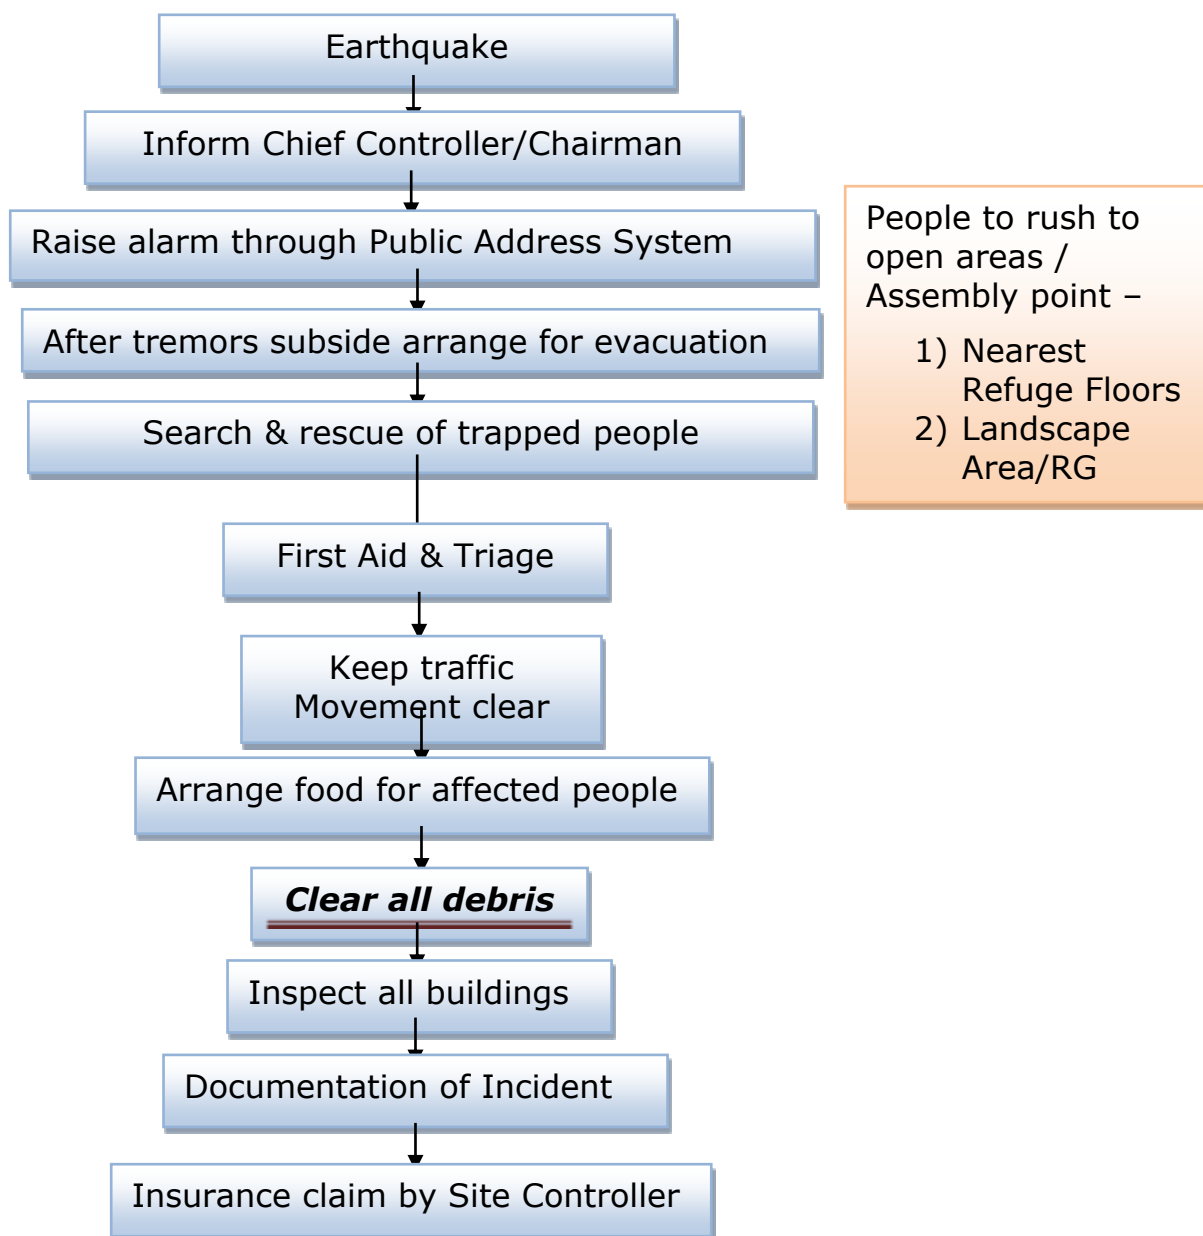 Earthquake
Inform Chief Controller/Chairman
Raise alarm through Public Address System
After tremors subside arrange for evacuation
Search & rescue of trapped people
First Aid & Triage
Keep traffic
Movement clear
Arrange food for affected people
Clear all debris
Inspect all buildings
Documentation of Incident
Insurance claim by Site Controller
People to rush to
open areas /
Assembly point –
1) Nearest
Refuge Floors
2) Landscape
Area/RG